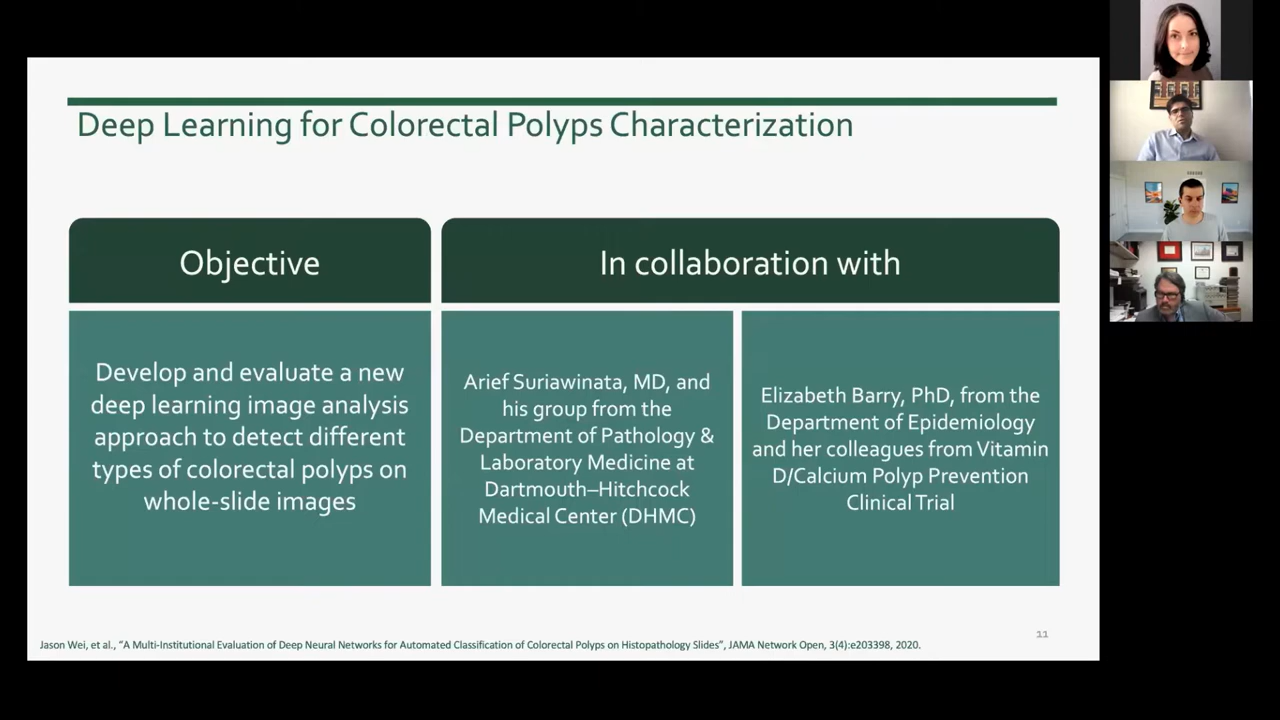 Deep Learning for Colorectal Polyps Characterization
Objective
In collaboration with
Develop and evaluate a new
deep learning image analysis
approach to detect different
types of colorectal polyps on
whole-slide images
Arief Suriawinata, MD, and
his group from the
Department of Pathology &
Laboratory Medicine at
Dartmouth–Hitchcock
Medical Center (DHMC)
Elizabeth Barry, PhD, from the
Department of Epidemiology
and her colleagues from Vitamin
D/Calcium Polyp Prevention
Clinical Trial
11
Jason Wei, et al., “A Multi-Institutional Evaluation of Deep Neural Networks for Automated Classification of Colorectal Polyps on Histopathology Slides”, JAMA Network Open, 3(4):e203398, 2020.